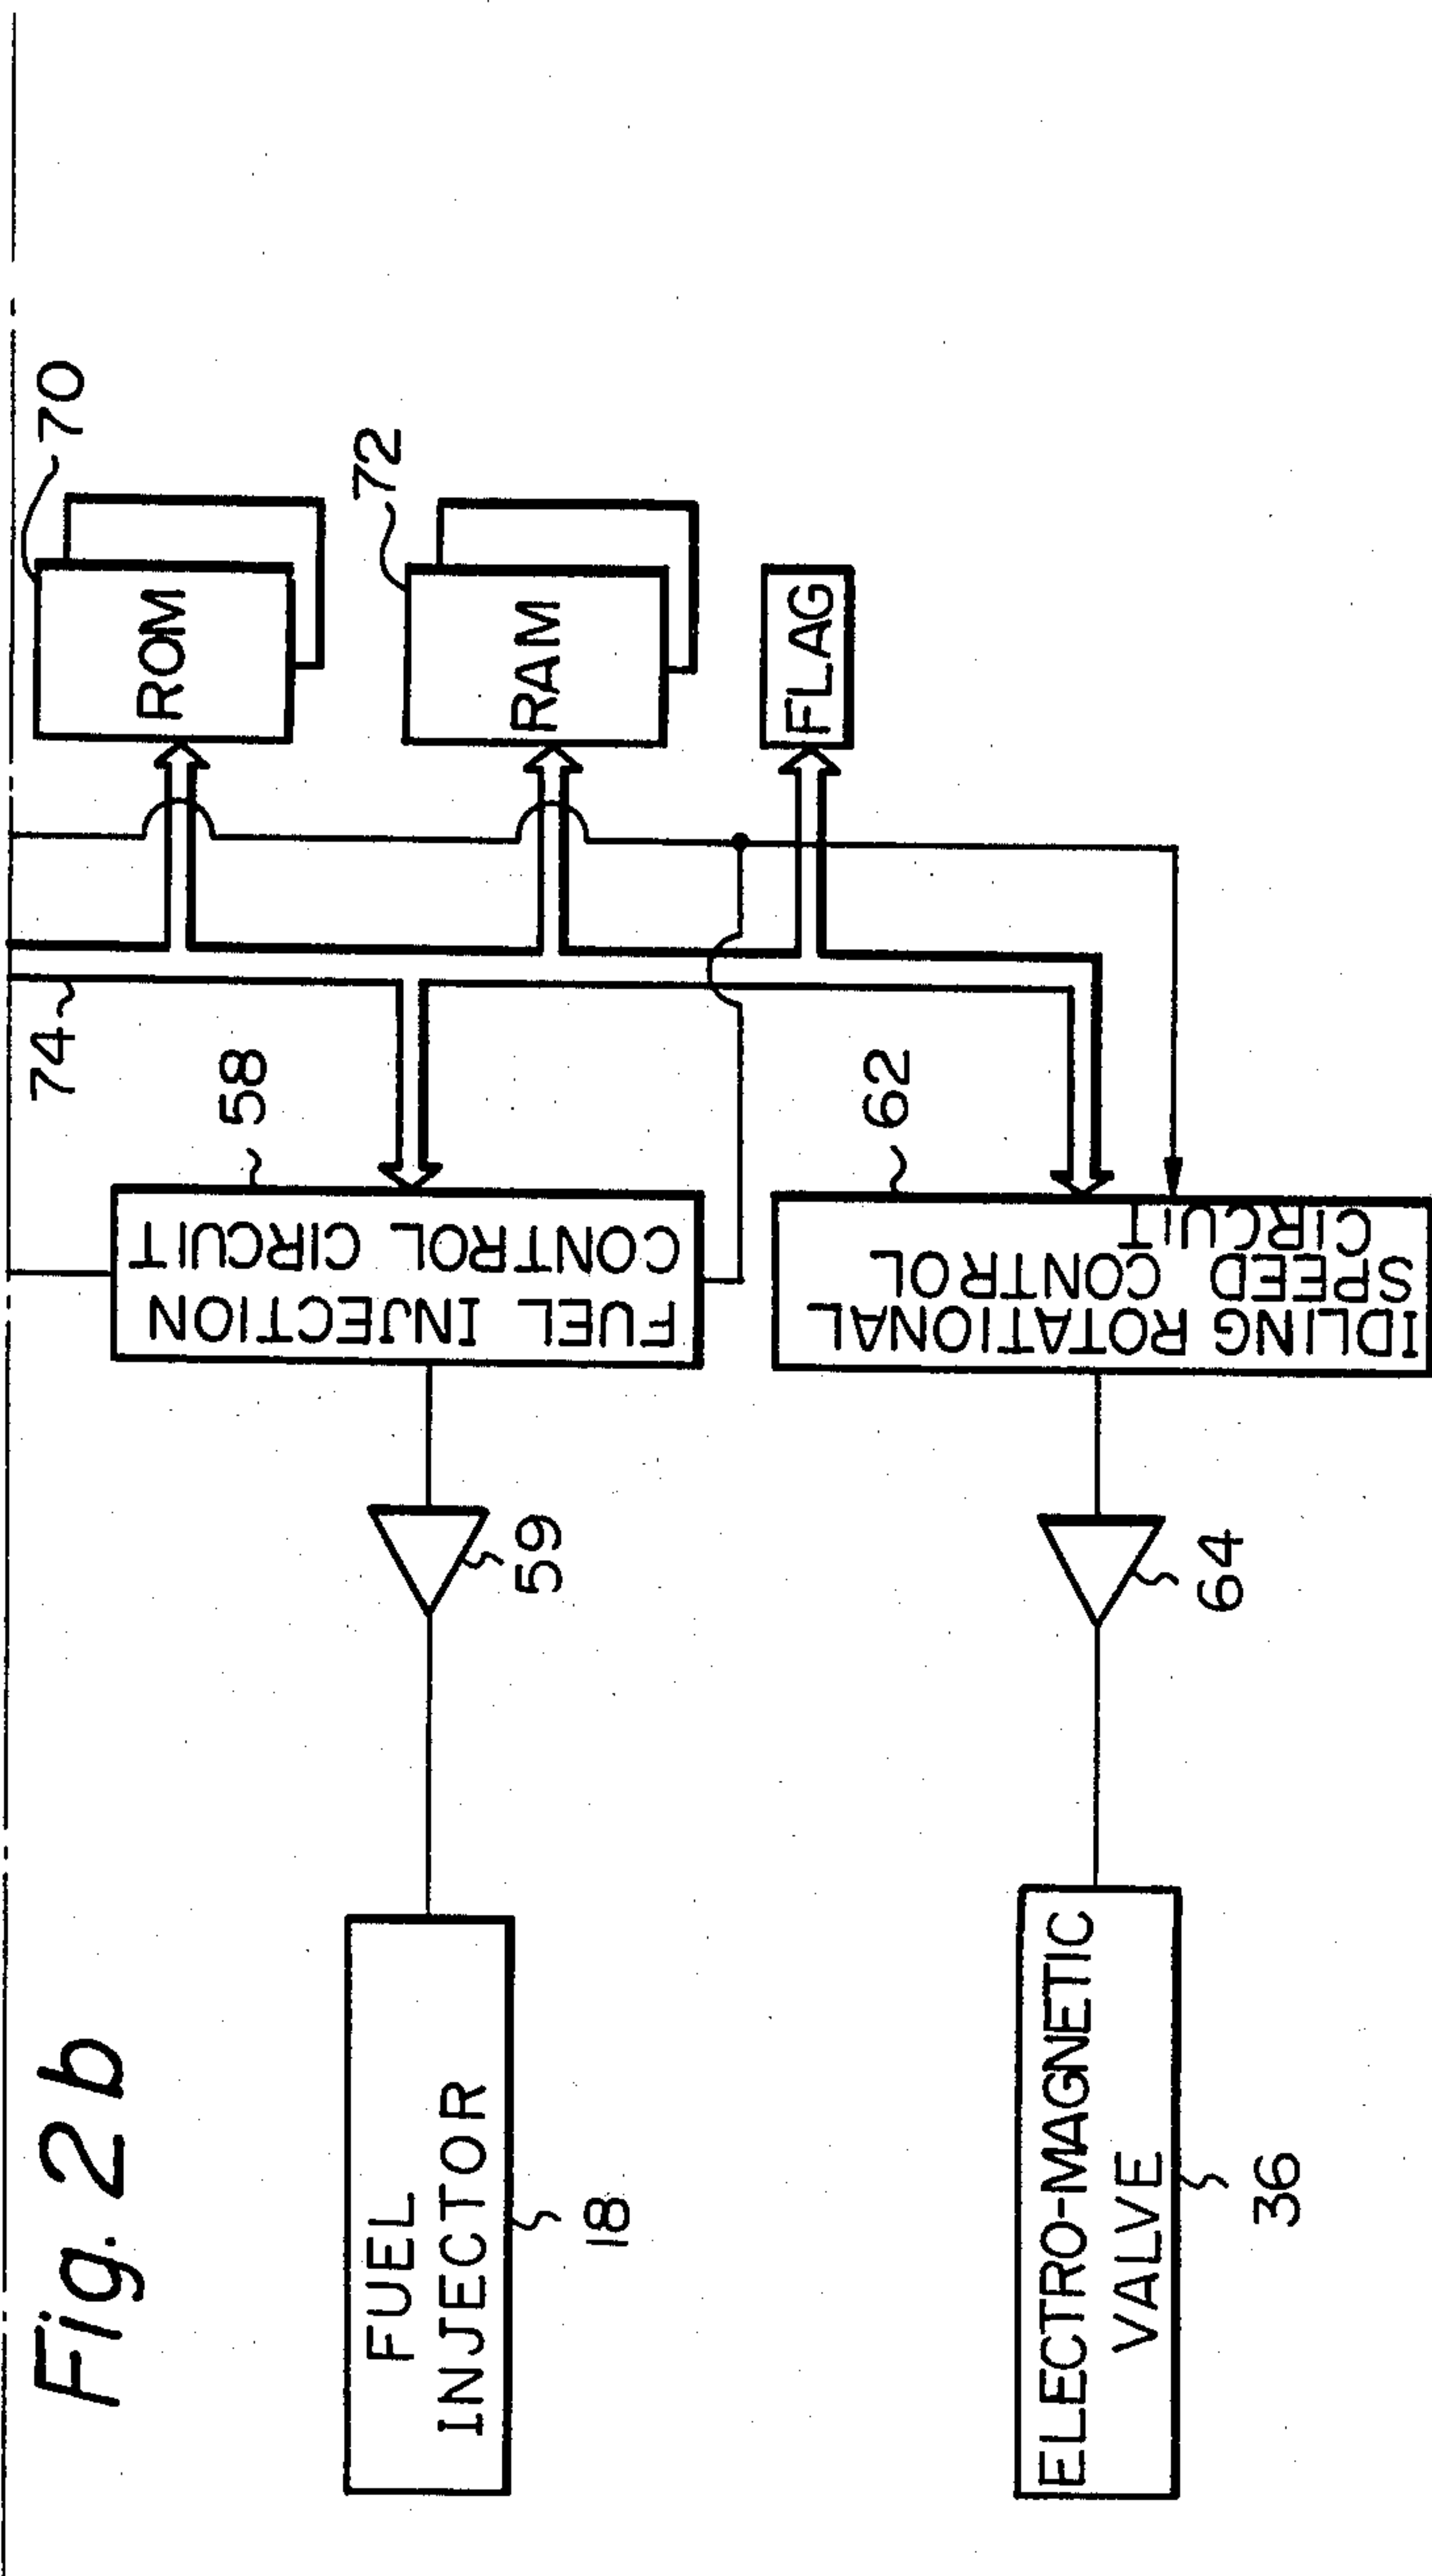 Fig. 2b
FUEL
INJECTOR
18
59
FUEL INJECTION
CONTROL CIRCUIT
58
74
ROM
70
RAM
72
FLAG
ELECTRO-MAGNETIC
VALVE
36
64
IDLING ROTATIONAL
SPEED CONTROL
CIRCUIT
62